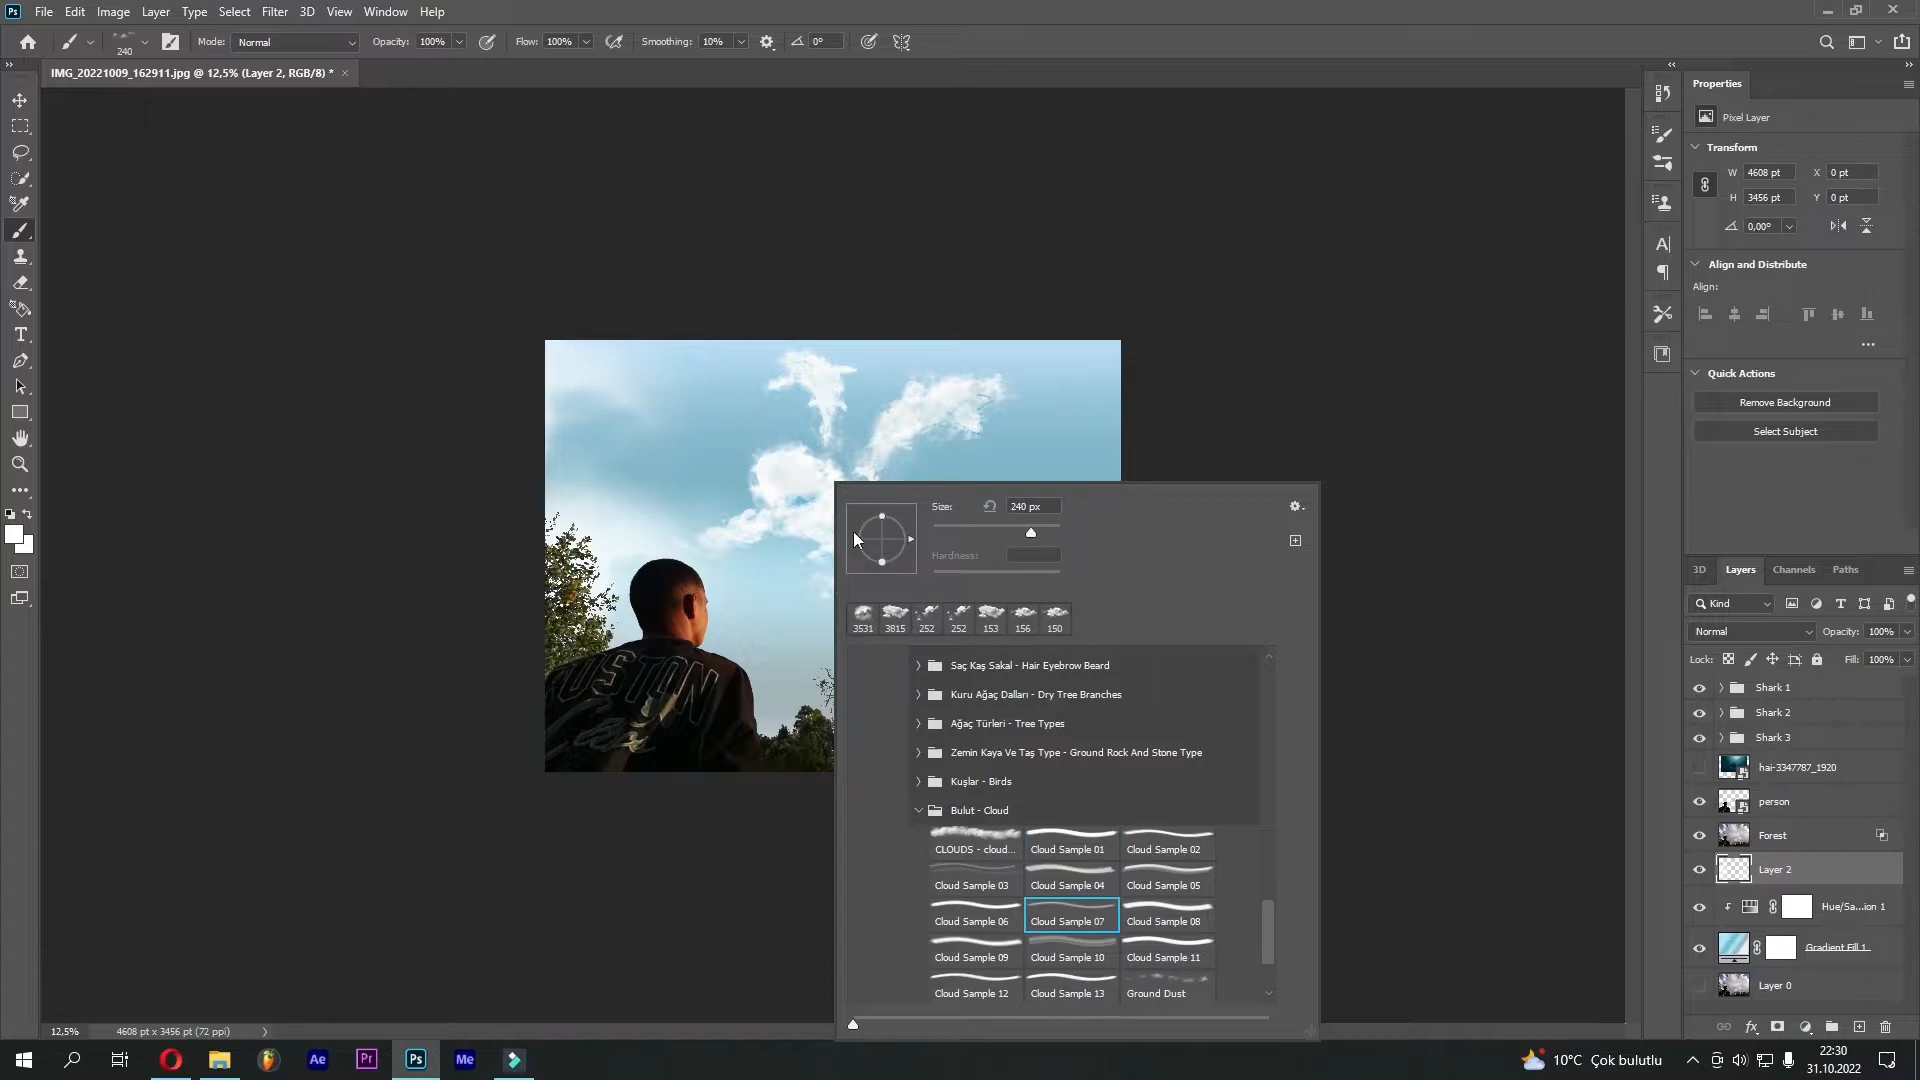 Ps File Edit Image Layer Type Select Filter 3D View Window Help
240 Mode: Normal Opacity: 100% Flow: 100% Smoothing: 10% 0°
IMG_20221009_162911.jpg @ 12,5% (Layer 2, RGB/8) *
Properties
Pixel Layer
Transform
W 4608 pt X 0 pt
H 3456 pt Y 0 pt
0,00°
Align and Distribute
Align:
Quick Actions
Remove Background
Select Subject
Size: 240 px
Hardness:
3531 3815 252 252 153 156 150
Saç Kaş Sakal - Hair Eyebrow Beard
Kuru Ağaç Dalları - Dry Tree Branches
Ağaç Türleri - Tree Types
Zemin Kaya Ve Taş Type - Ground Rock And Stone Type
Kuşlar - Birds
Bulut - Cloud
CLOUDS - cloud... Cloud Sample 01 Cloud Sample 02
Cloud Sample 03 Cloud Sample 04 Cloud Sample 05
Cloud Sample 06 Cloud Sample 07 Cloud Sample 08
Cloud Sample 09 Cloud Sample 10 Cloud Sample 11
Cloud Sample 12 Cloud Sample 13 Ground Dust
3D Layers Channels Paths
Kind
Normal Opacity: 100%
Lock: Fill: 100%
Shark 1
Shark 2
Shark 3
hai-3347787_1920
person
Forest
Layer 2
Hue/Sa...ion 1
Gradient Fill 1
Layer 0
12,5% 4608 pt x 3456 pt (72 ppi)
Ae Pr Ps Me
10°C Çok bulutlu
22:30
31.10.2022